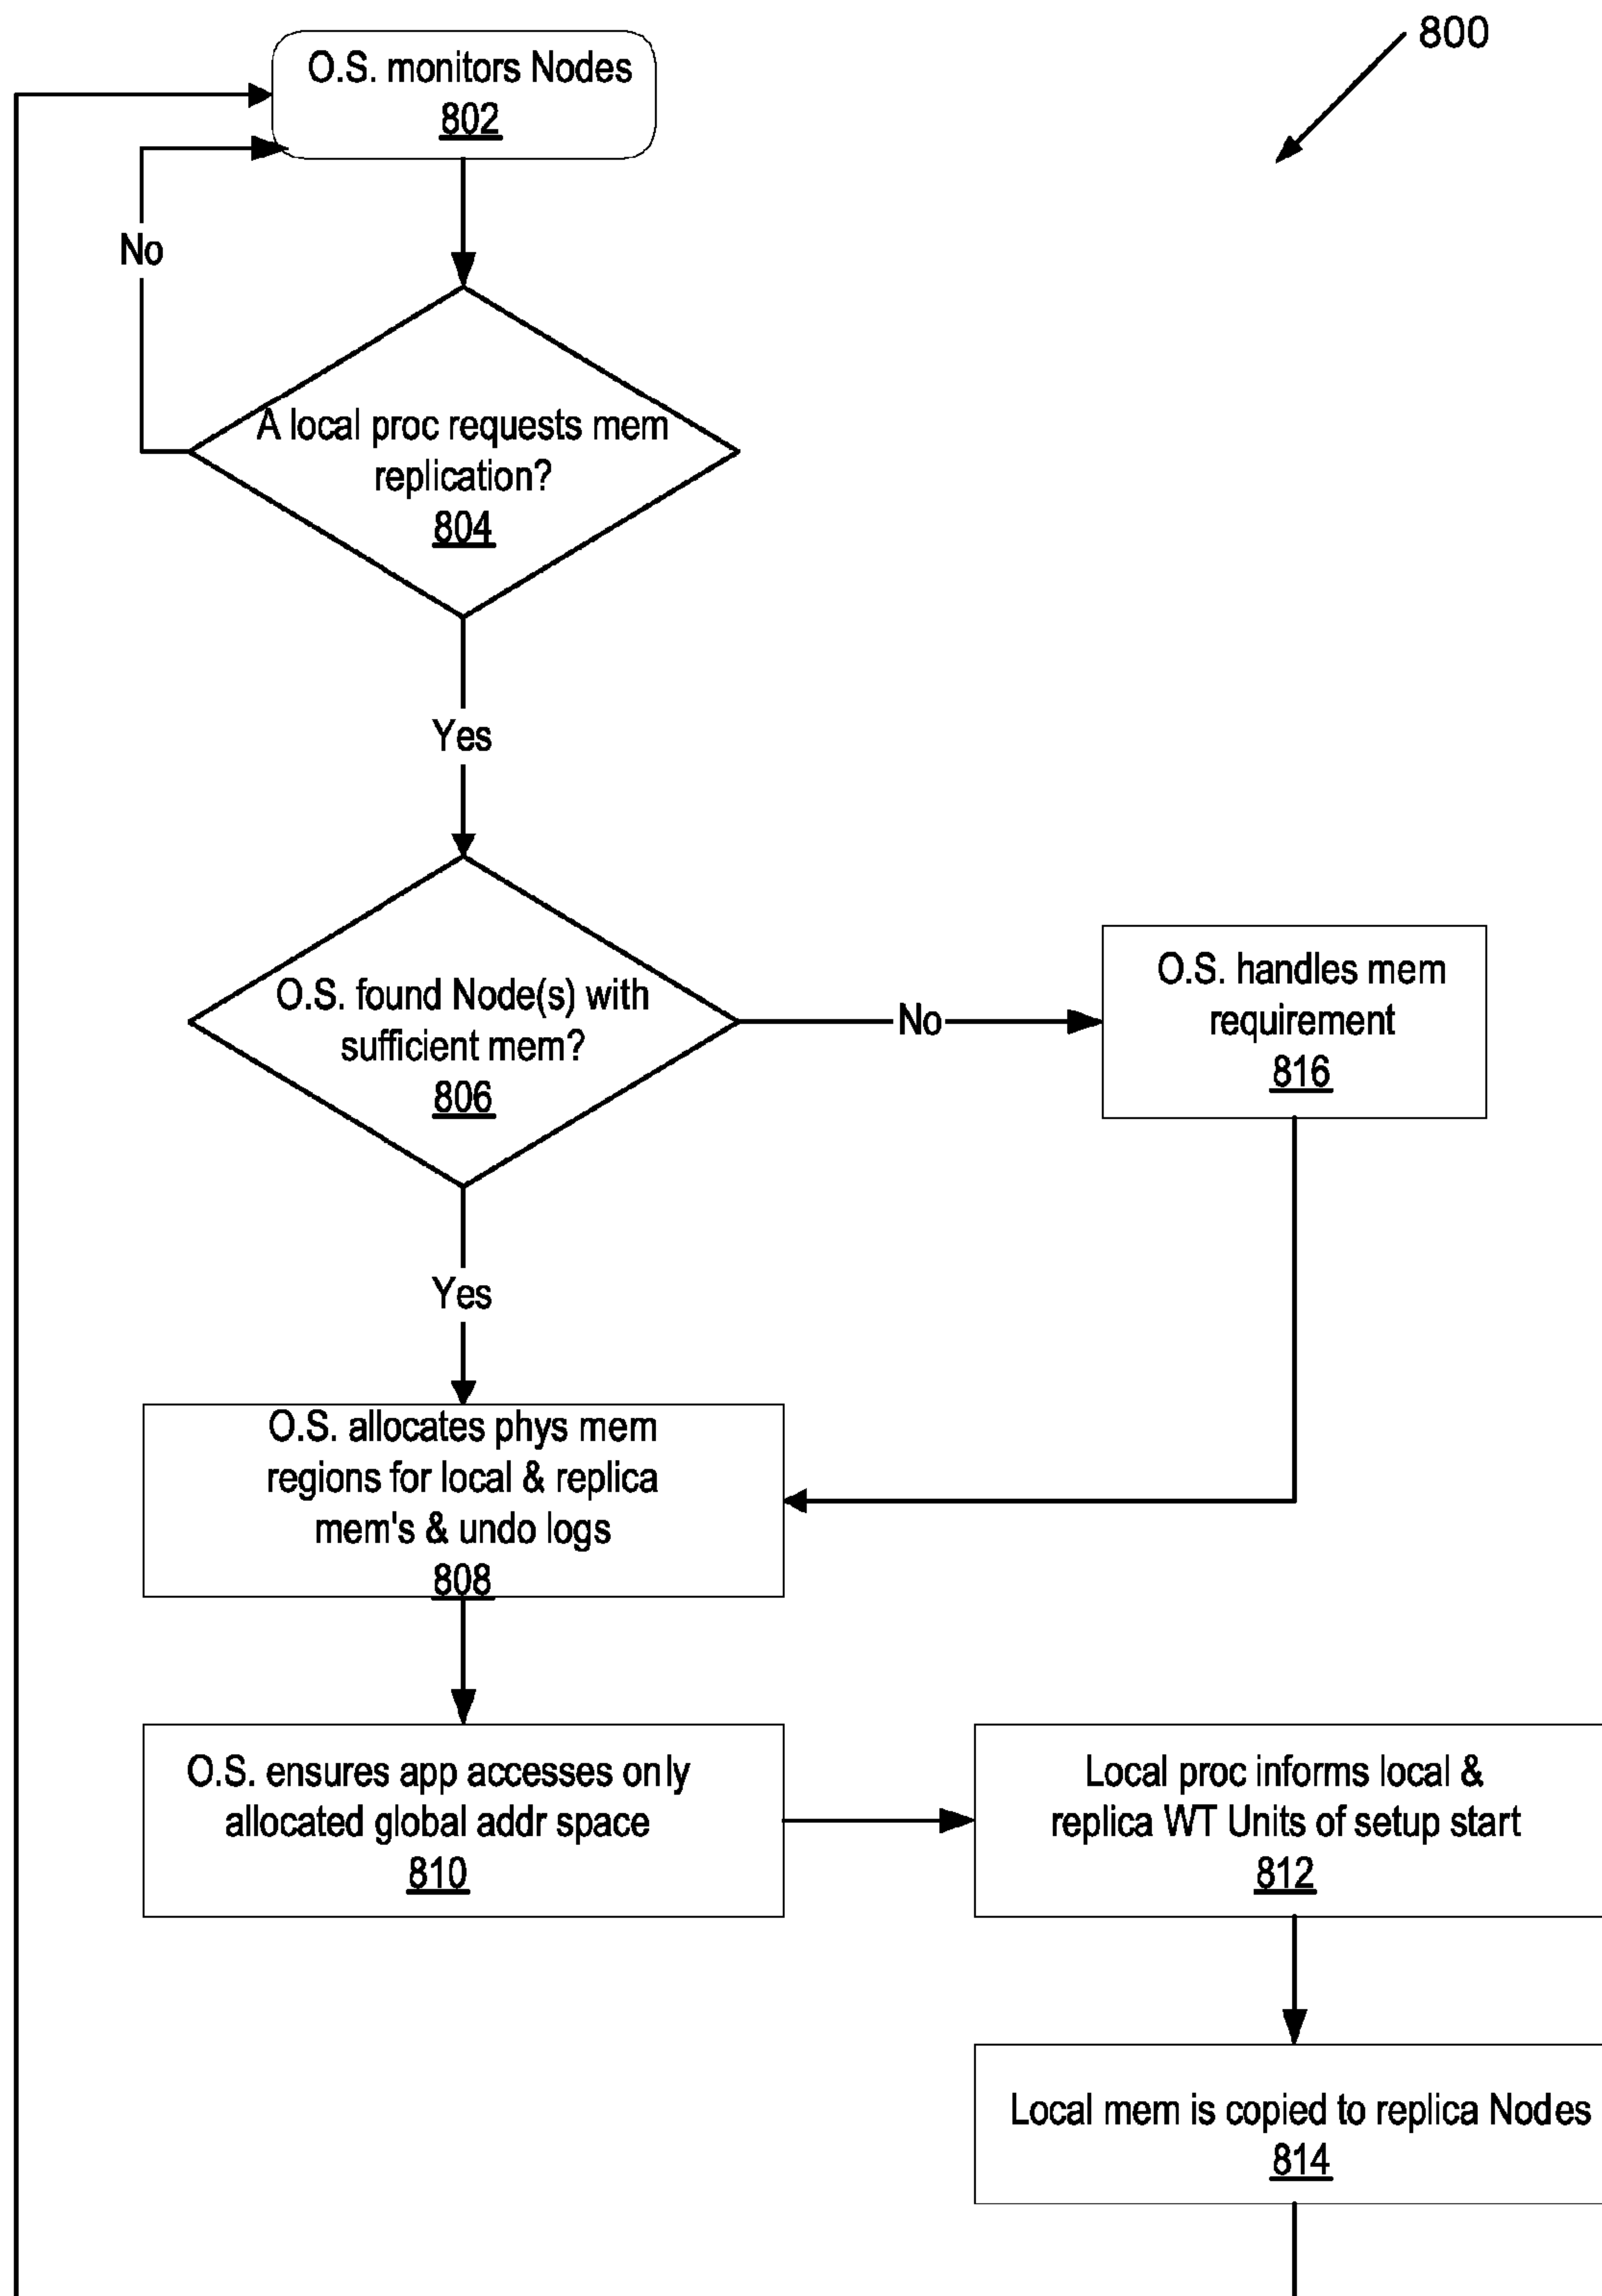 800
O.S. monitors Nodes
802
No
A local proc requests mem
replication?
804
Yes
O.S. found Node(s) with
sufficient mem?
806
No
O.S. handles mem
requirement
816
Yes
O.S. allocates phys mem
regions for local & replica
mem's & undo logs
808
O.S. ensures app accesses only
allocated global addr space
810
Local proc informs local &
replica WT Units of setup start
812
Local mem is copied to replica Nodes
814